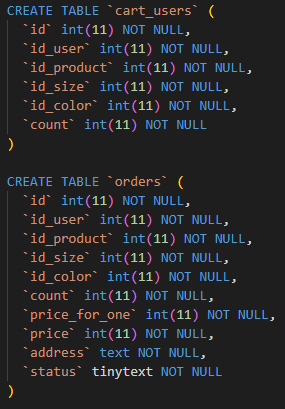 CREATE TABLE `cart_users` (
  `id` int(11) NOT NULL,
  `id_user` int(11) NOT NULL,
  `id_product` int(11) NOT NULL,
  `id_size` int(11) NOT NULL,
  `id_color` int(11) NOT NULL,
  `count` int(11) NOT NULL
)

CREATE TABLE `orders` (
  `id` int(11) NOT NULL,
  `id_user` int(11) NOT NULL,
  `id_product` int(11) NOT NULL,
  `id_size` int(11) NOT NULL,
  `id_color` int(11) NOT NULL,
  `count` int(11) NOT NULL,
  `price_for_one` int(11) NOT NULL,
  `price` int(11) NOT NULL,
  `address` text NOT NULL,
  `status` tinytext NOT NULL
)